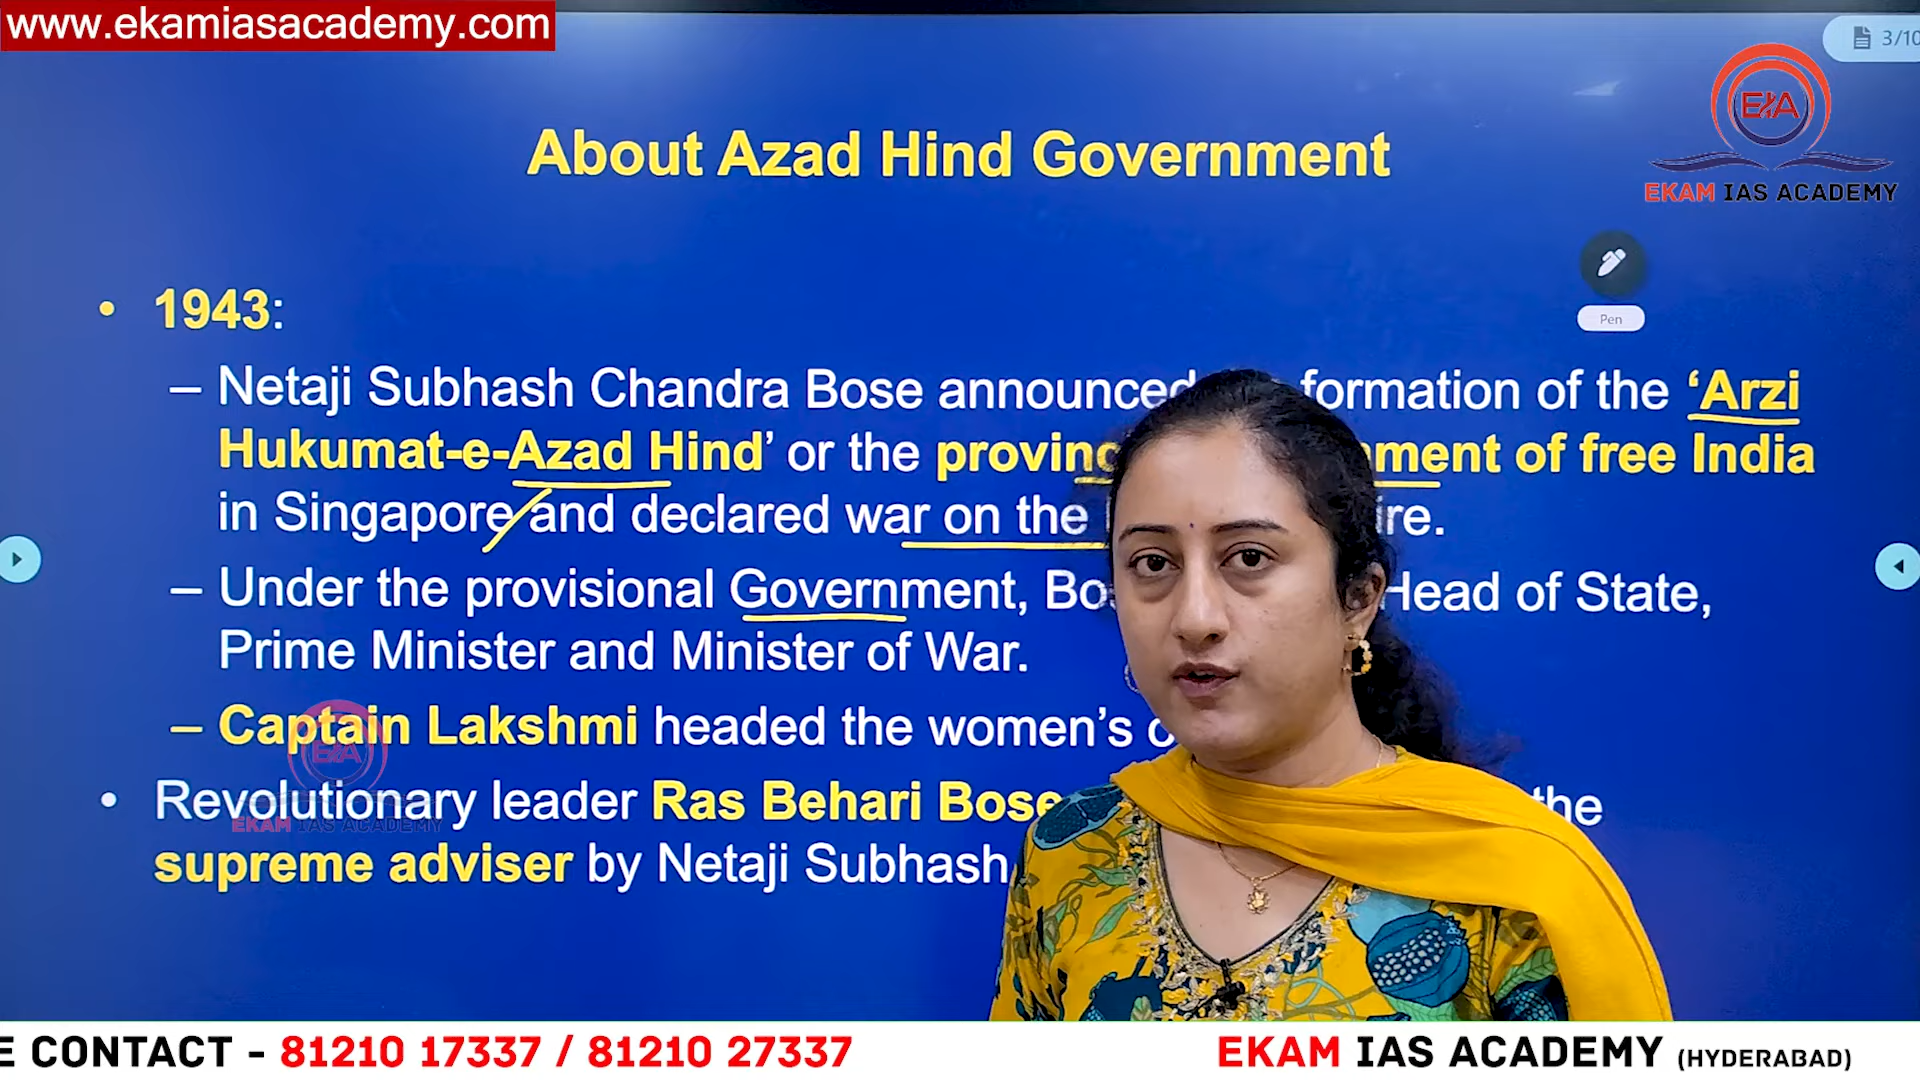 www.ekamiasacademy.com
3/10
EIA
EKAM IAS ACADEMY
About Azad Hind Government
Pen
• 1943:
– Netaji Subhash Chandra Bose announced formation of the ‘Arzi
Hukumat-e-Azad Hind’ or the of free India
in Singapore and declared war on the
– Under the provisional Government, Head of State,
Prime Minister and Minister of War.
– Captain Lakshmi headed the women’s
• Revolutionary leader Ras Behari Bose the
supreme adviser by Netaji Subhash
EKAM IAS ACADEMY
E CONTACT - 81210 17337 / 81210 27337
EKAM IAS ACADEMY (HYDERABAD)